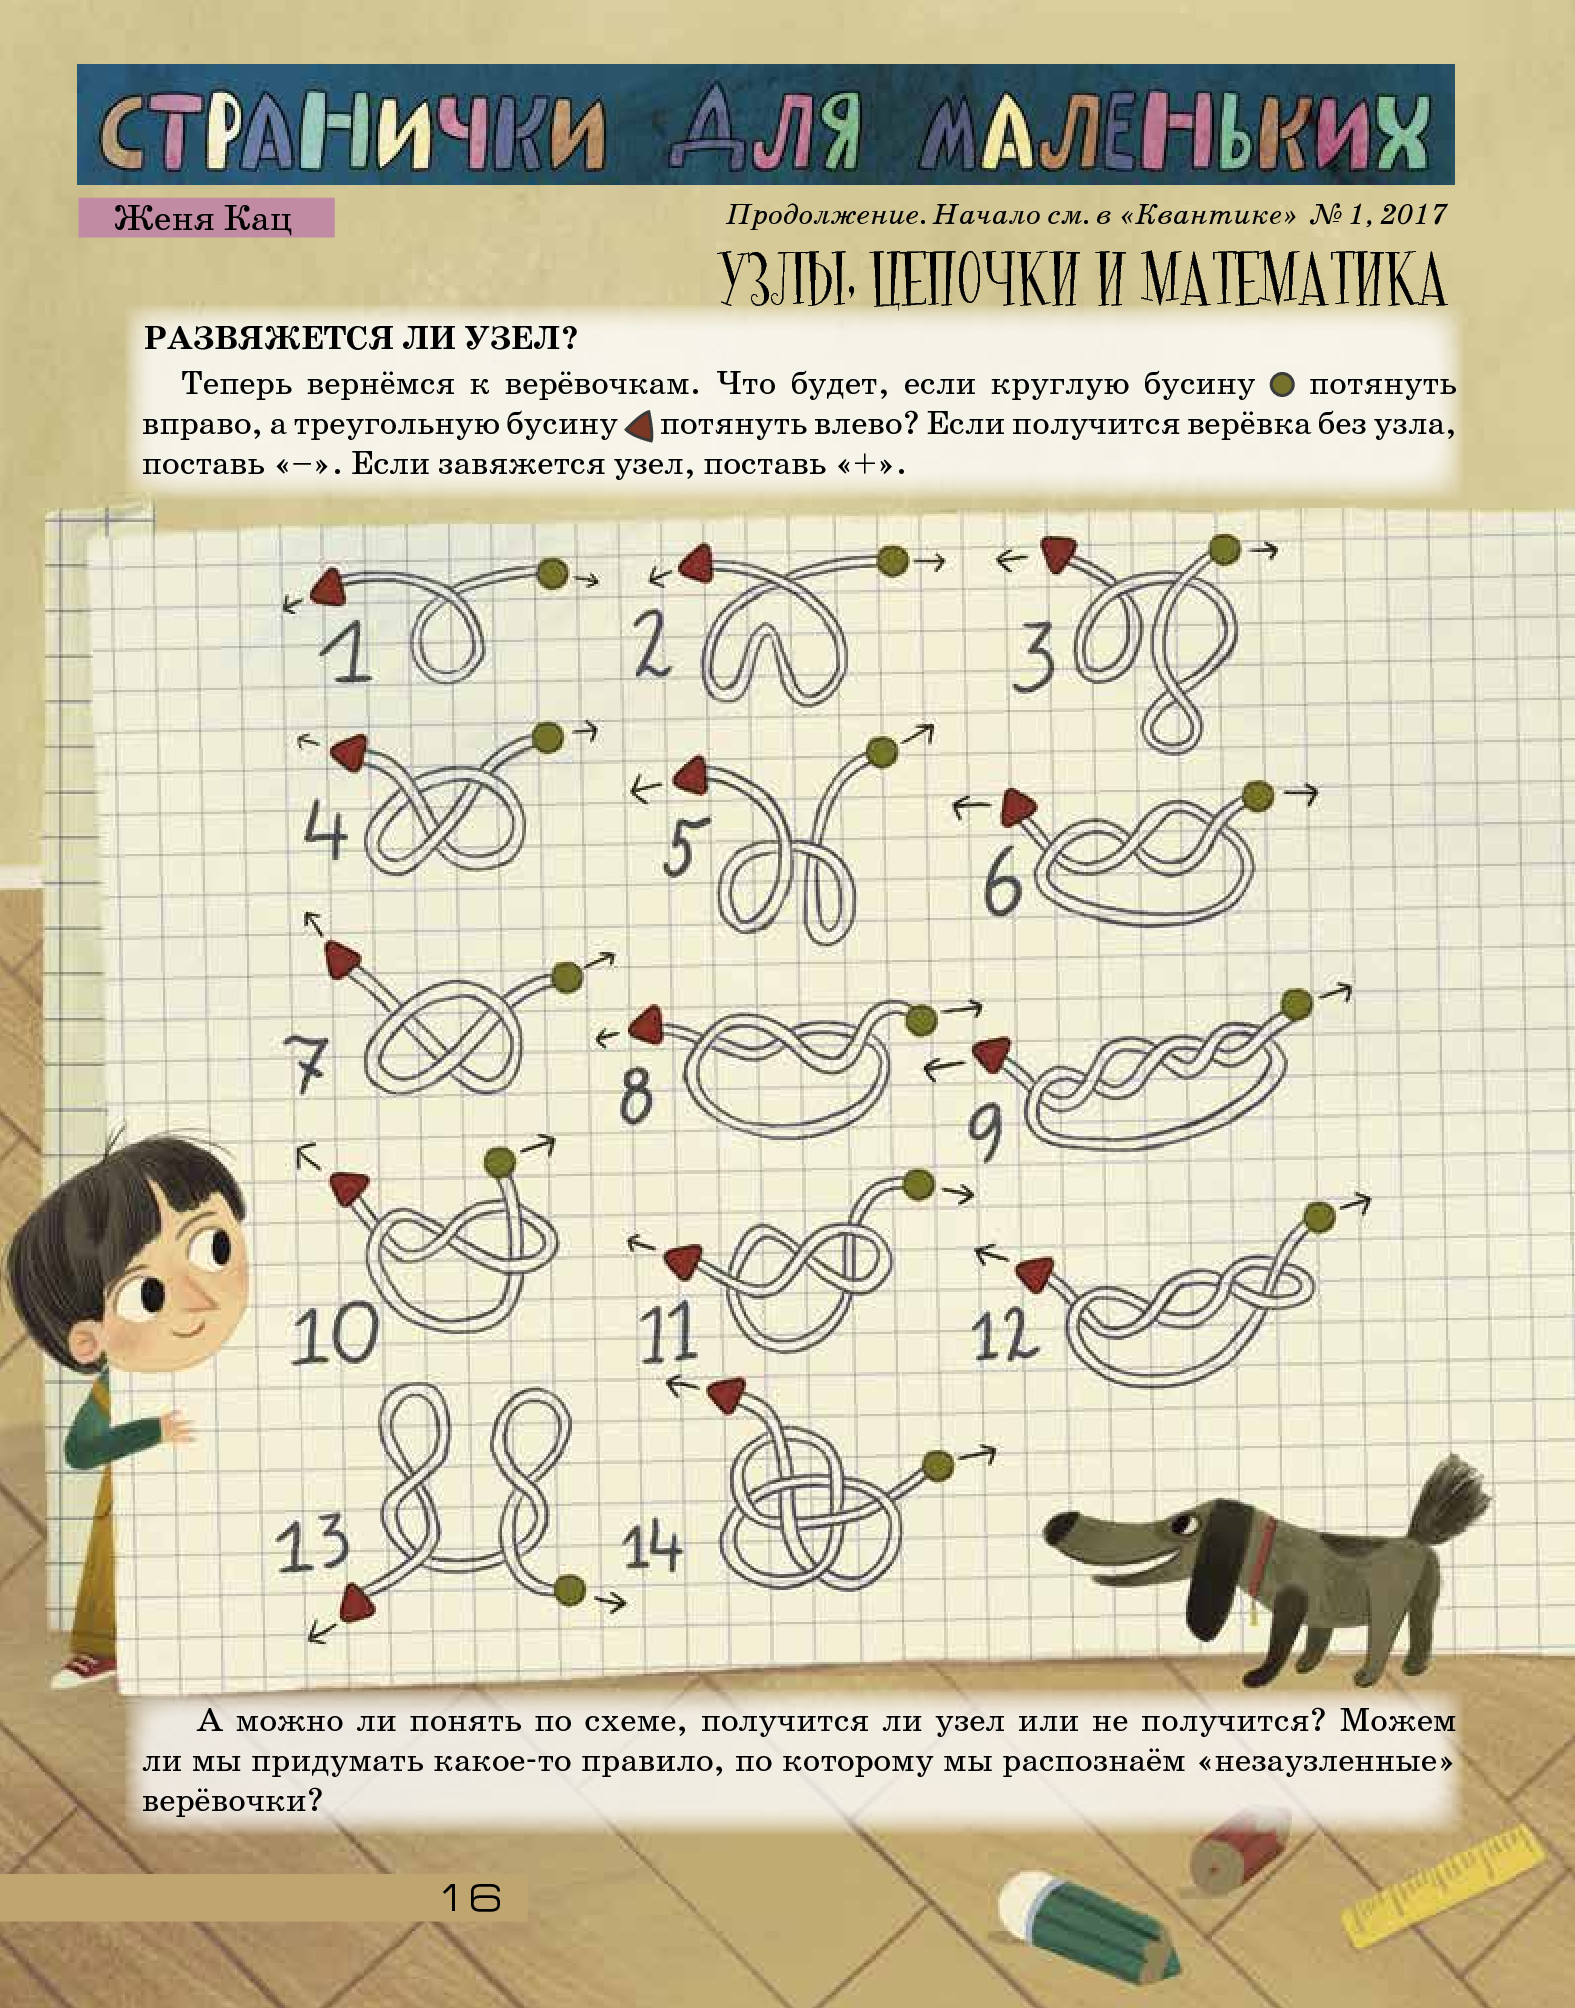 СТРАНИЧКИ ДЛЯ МАЛЕНЬКИХ
Женя Кац
Продолжение. Начало см. в «Квантике» № 1, 2017
УЗЛЫ, ЦЕПОЧКИ И МАТЕМАТИКА
РАЗВЯЖЕТСЯ ЛИ УЗЕЛ?
Теперь вернёмся к верёвочкам. Что будет, если круглую бусину потянуть
вправо, а треугольную бусину потянуть влево? Если получится верёвка без узла,
поставь «–». Если завяжется узел, поставь «+».
1
2
3
4
5
6
7
8
9
10
11
12
13
14
А можно ли понять по схеме, получится ли узел или не получится? Можем
ли мы придумать какое-то правило, по которому мы распознаём «незаузленные»
верёвочки?
16